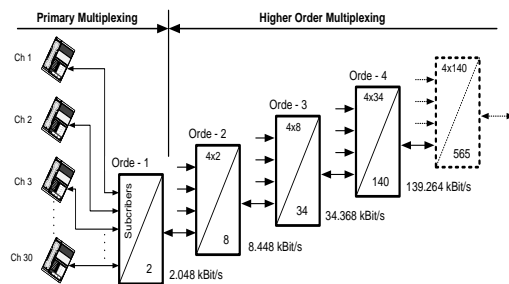 Primary Multiplexing
Higher Order Multiplexing
Ch 1
Ch 2
Ch 3
Ch 30
Orde - 1
Subcribers
2
2.048 kBit/s
Orde - 2
4x2
8
8.448 kBit/s
Orde - 3
4x8
34
34.368 kBit/s
Orde - 4
4x34
140
139.264 kBit/s
4x140
565